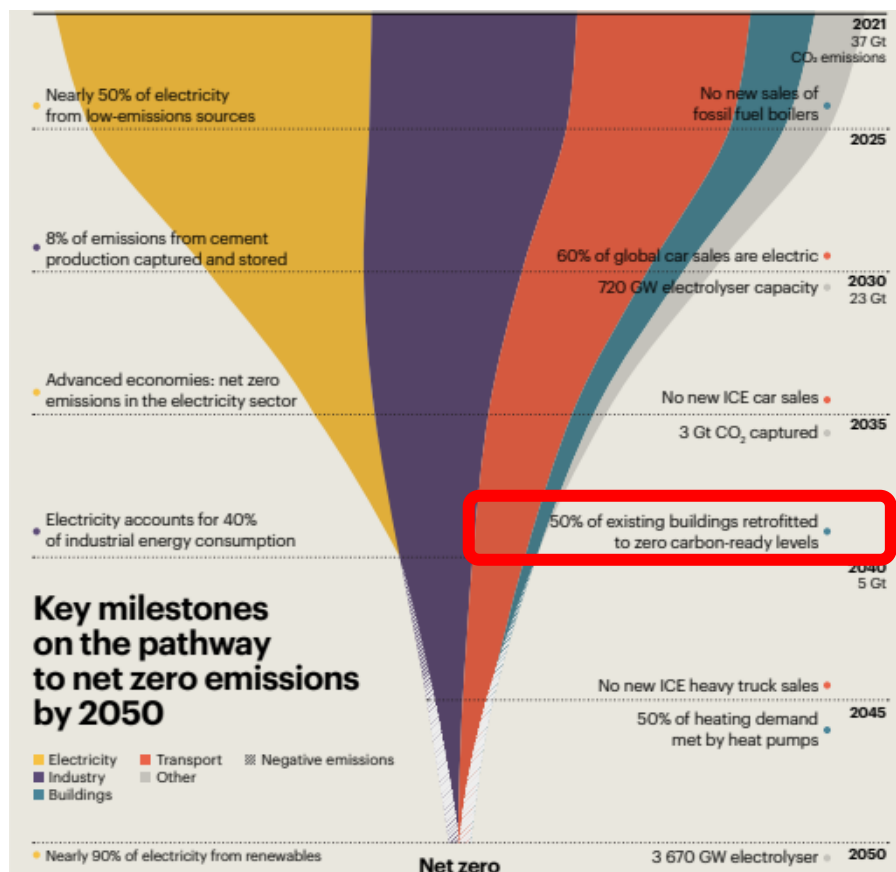 2021
37 Gt
CO₂ emissions
Nearly 50% of electricity
from low-emissions sources
No new sales of
fossil fuel boilers
2025
8% of emissions from cement
production captured and stored
60% of global car sales are electric
2030
720 GW electrolyser capacity
23 Gt
Advanced economies: net zero
emissions in the electricity sector
No new ICE car sales
2035
3 Gt CO₂ captured
Electricity accounts for 40%
of industrial energy consumption
50% of existing buildings retrofitted
to zero carbon-ready levels
2040
5 Gt
Key milestones
on the pathway
to net zero emissions
by 2050
No new ICE heavy truck sales
2045
50% of heating demand
met by heat pumps
Electricity
Transport
Negative emissions
Industry
Other
Buildings
Nearly 90% of electricity from renewables
Net zero
3 670 GW electrolyser
2050